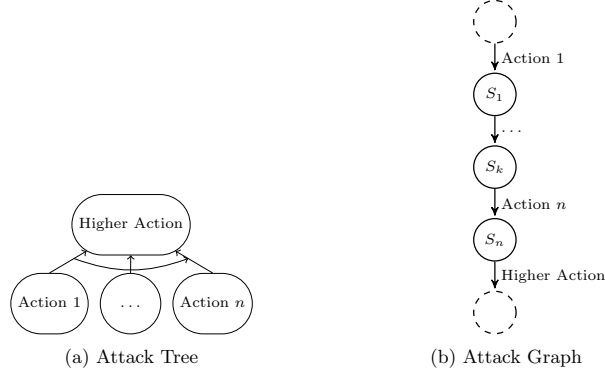 Higher Action
Action 1
...
Action n
(a) Attack Tree
Action 1
S1
...
Sk
Action n
Sn
Higher Action
(b) Attack Graph